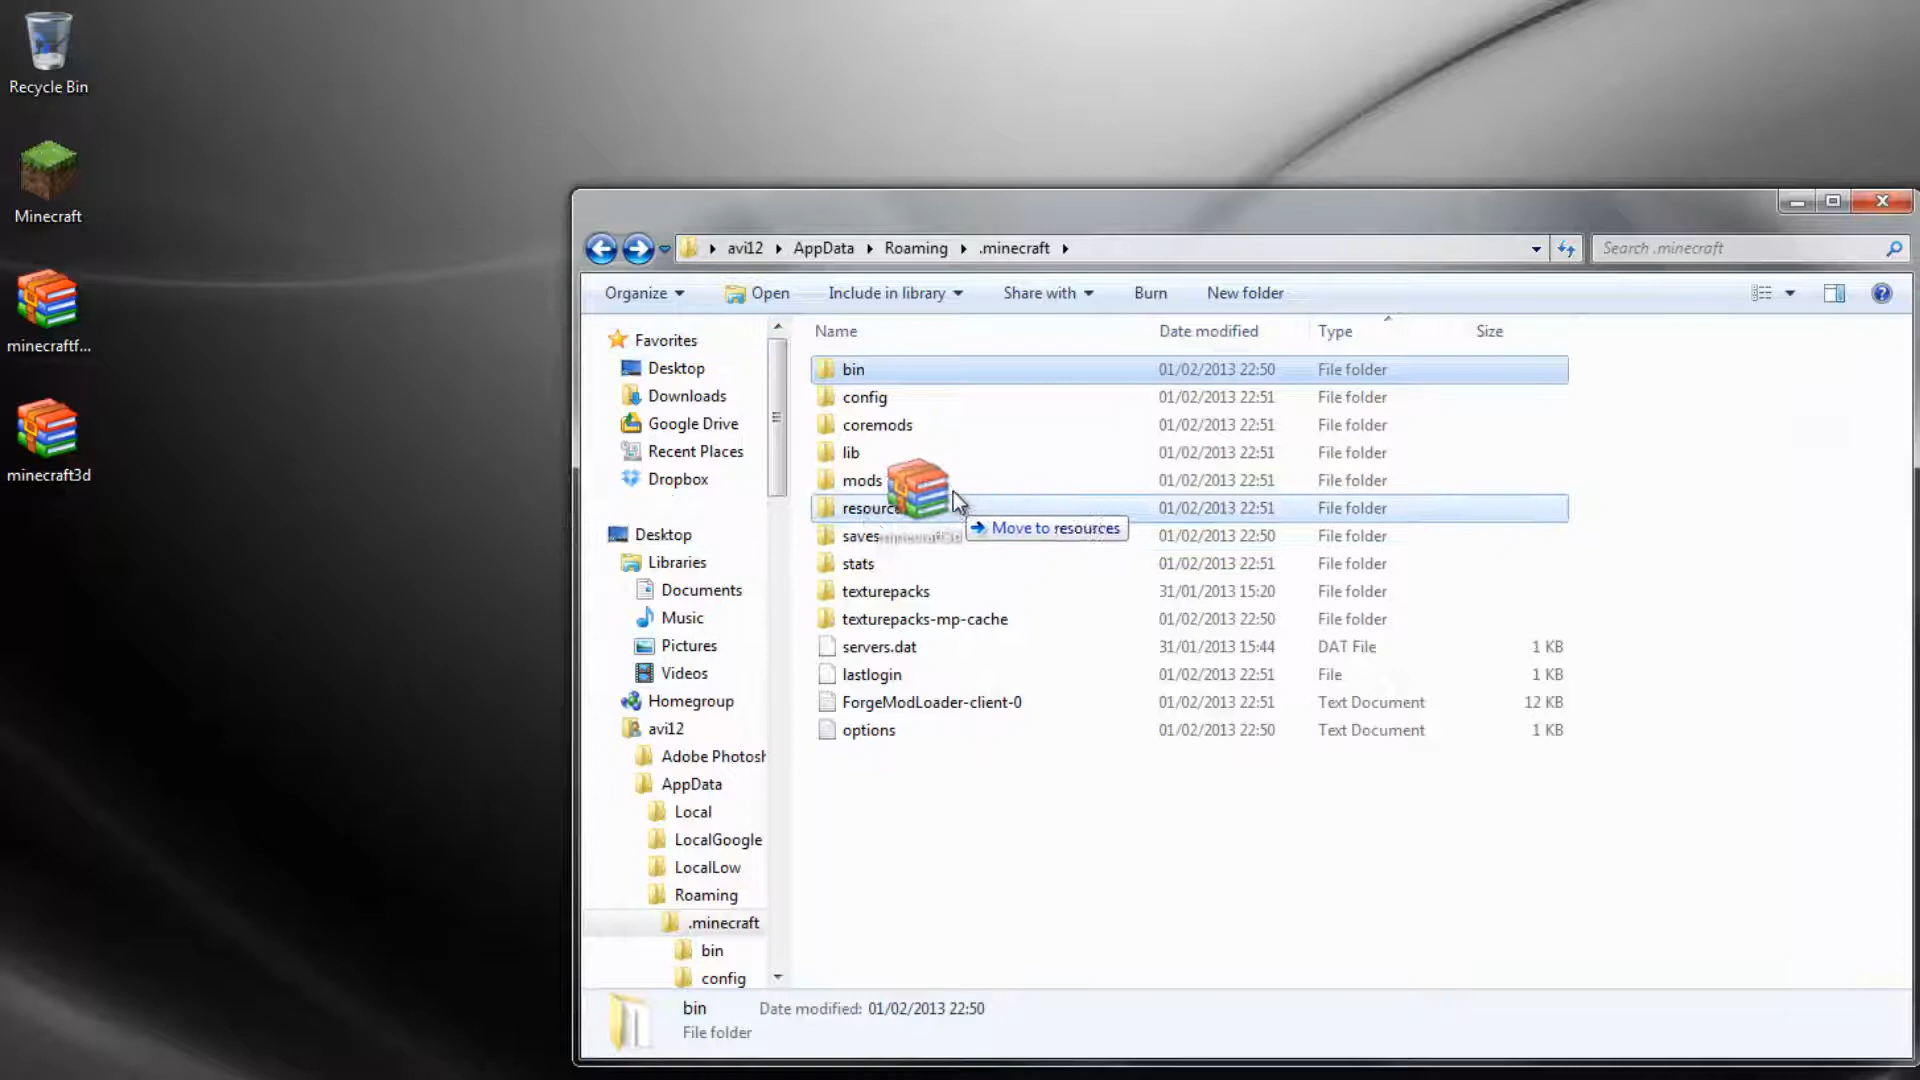 Recycle Bin
Minecraft
minecraftf...
minecraft3d
avi12 AppData Roaming .minecraft
Search .minecraft
Organize Open Include in library Share with Burn New folder
Favorites
Desktop
Downloads
Google Drive
Recent Places
Dropbox
Desktop
Libraries
Documents
Music
Pictures
Videos
Homegroup
avi12
Adobe Photosh
AppData
Local
LocalGoogle
LocalLow
Roaming
.minecraft
bin
config
Name Date modified Type Size
bin 01/02/2013 22:50 File folder
config 01/02/2013 22:51 File folder
coremods 01/02/2013 22:51 File folder
lib 01/02/2013 22:51 File folder
mods 01/02/2013 22:51 File folder
resources 01/02/2013 22:51 File folder
minecraft3d
Move to resources
saves 01/02/2013 22:50 File folder
stats 01/02/2013 22:51 File folder
texturepacks 31/01/2013 15:20 File folder
texturepacks-mp-cache 01/02/2013 22:50 File folder
servers.dat 31/01/2013 15:44 DAT File 1 KB
lastlogin 01/02/2013 22:51 File 1 KB
ForgeModLoader-client-0 01/02/2013 22:51 Text Document 12 KB
options 01/02/2013 22:50 Text Document 1 KB
bin Date modified: 01/02/2013 22:50
File folder